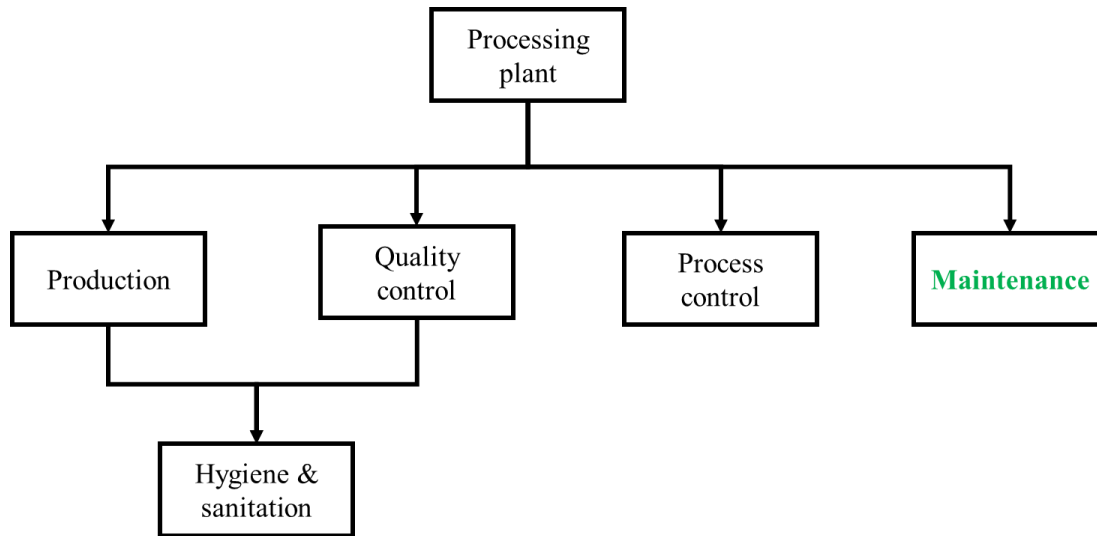 Processing
plant
Production
Quality
control
Process
control
Maintenance
Hygiene &
sanitation